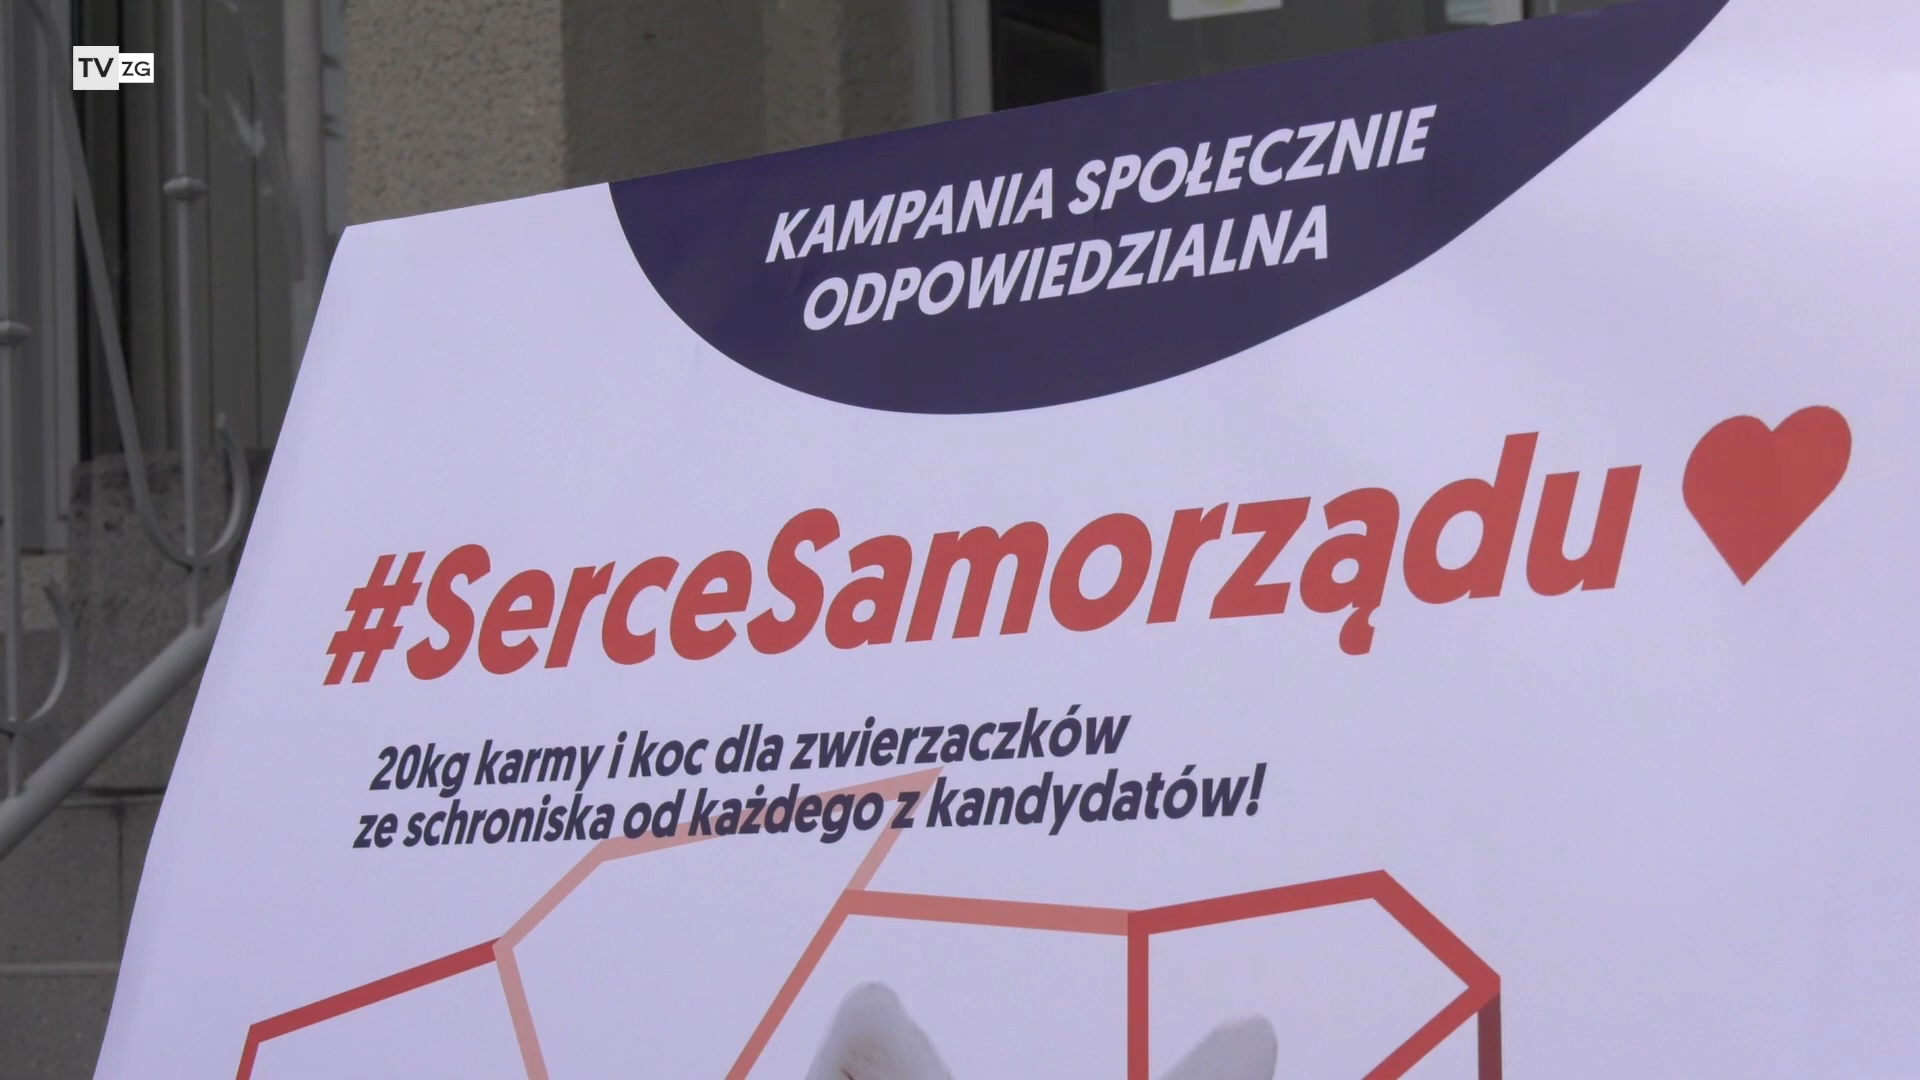 TV ZG
KAMPANIA SPOŁECZNIE
ODPOWIEDZIALNA
#SerceSamorządu
20kg karmy i koc dla zwierzaczków
ze schroniska od każdego z kandydatów!